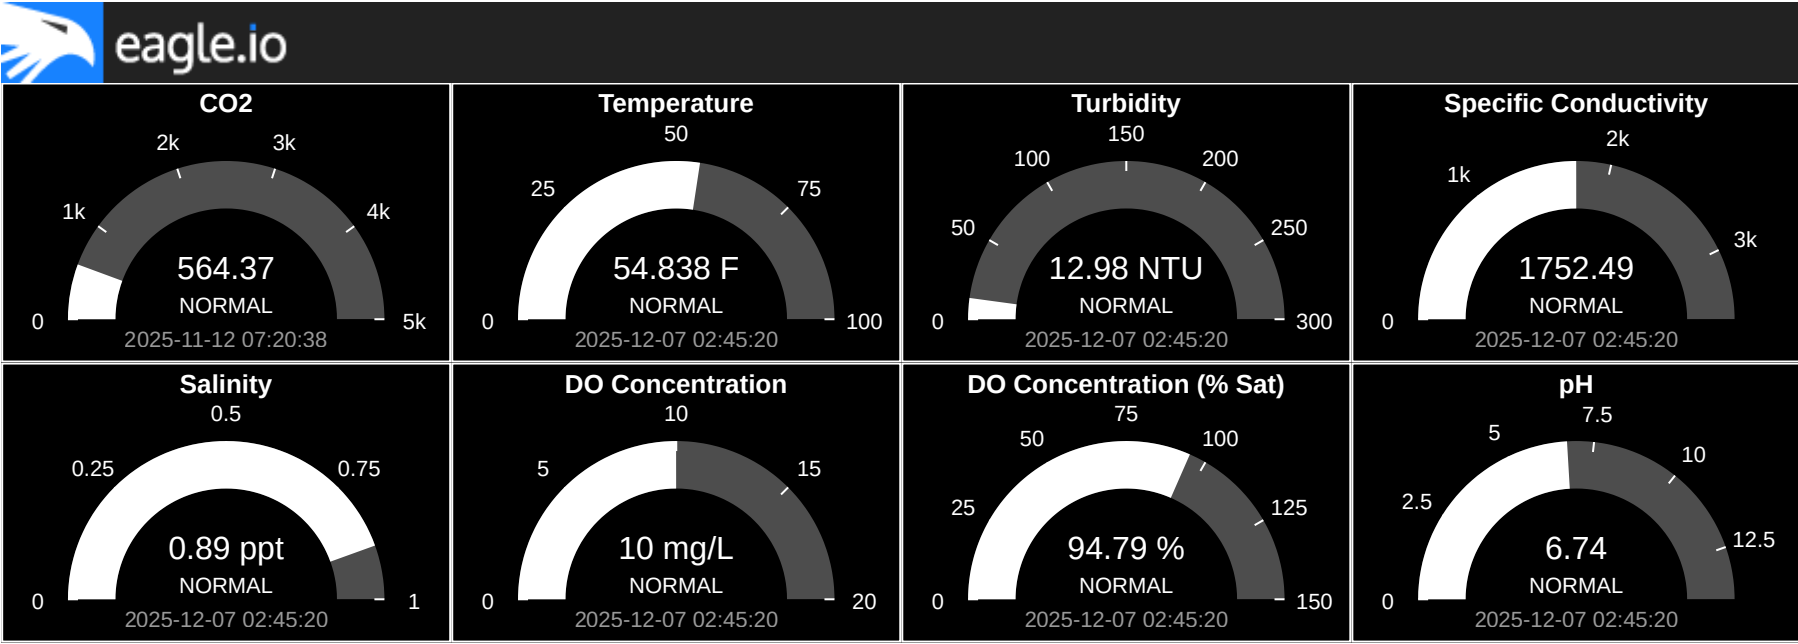 eagle.io
CO2
0
1k
2k
3k
4k
5k
564.37
NORMAL
2025-11-12 07:20:38
Temperature
0
25
50
75
100
54.838 F
NORMAL
2025-12-07 02:45:20
Turbidity
0
50
100
150
200
250
300
12.98 NTU
NORMAL
2025-12-07 02:45:20
Specific Conductivity
0
1k
2k
3k
1752.49
NORMAL
2025-12-07 02:45:20
Salinity
0
0.25
0.5
0.75
1
0.89 ppt
NORMAL
2025-12-07 02:45:20
DO Concentration
0
5
10
15
20
10 mg/L
NORMAL
2025-12-07 02:45:20
DO Concentration (% Sat)
0
25
50
75
100
125
150
94.79 %
NORMAL
2025-12-07 02:45:20
pH
0
2.5
5
7.5
10
12.5
6.74
NORMAL
2025-12-07 02:45:20